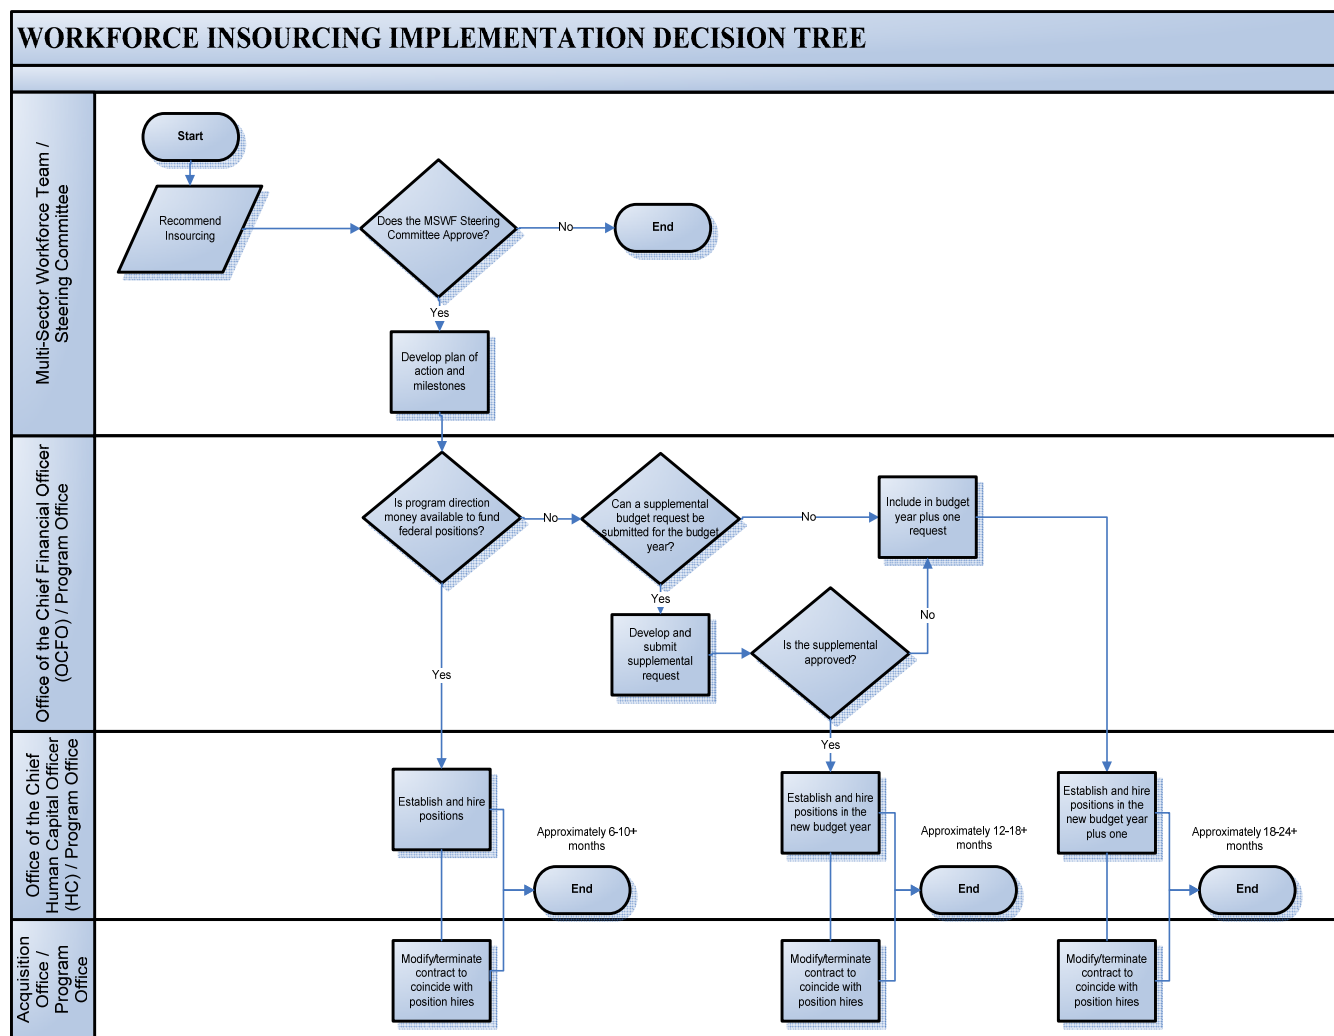 WORKFORCE INSOURCING IMPLEMENTATION DECISION TREE
Multi-Sector Workforce Team /
Steering Committee
Start
Recommend
Insourcing
Does the MSWF Steering
Committee Approve?
No
End
Yes
Develop plan of
action and
milestones
Office of the Chief Financial Officer
(OCFO) / Program Office
Is program direction
money available to fund
federal positions?
No
Can a supplemental
budget request be
submitted for the budget
year?
No
Include in budget
year plus one
request
Yes
Develop and
submit
supplemental
request
Is the supplemental
approved?
No
Yes
Yes
Office of the Chief
Human Capital Officer
(HC) / Program Office
Establish and hire
positions
Approximately 6-10+
months
End
Establish and hire
positions in the
new budget year
Approximately 12-18+
months
End
Establish and hire
positions in the
new budget year
plus one
Approximately 18-24+
months
End
Acquisition
Office /
Program
Office
Modify/terminate
contract to
coincide with
position hires
Modify/terminate
contract to
coincide with
position hires
Modify/terminate
contract to
coincide with
position hires